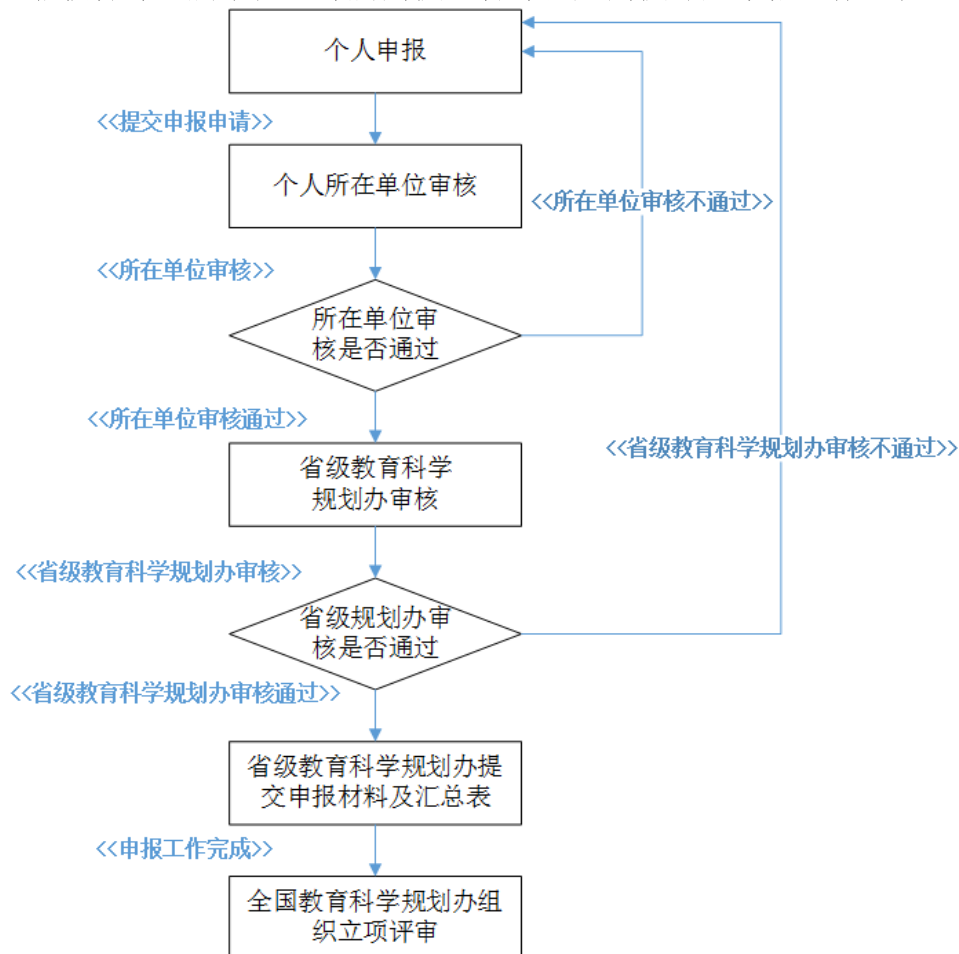 个人申报
<<提交申报申请>>
个人所在单位审核
<<所在单位审核不通过>>
<<所在单位审核>>
所在单位审
核是否通过
<<所在单位审核通过>>
<<省级教育科学规划办审核不通过>>
省级教育科学
规划办审核
<<省级教育科学规划办审核>>
省级规划办审
核是否通过
<<省级教育科学规划办审核通过>>
省级教育科学规划办提
交申报材料及汇总表
<<申报工作完成>>
全国教育科学规划办组
织立项评审